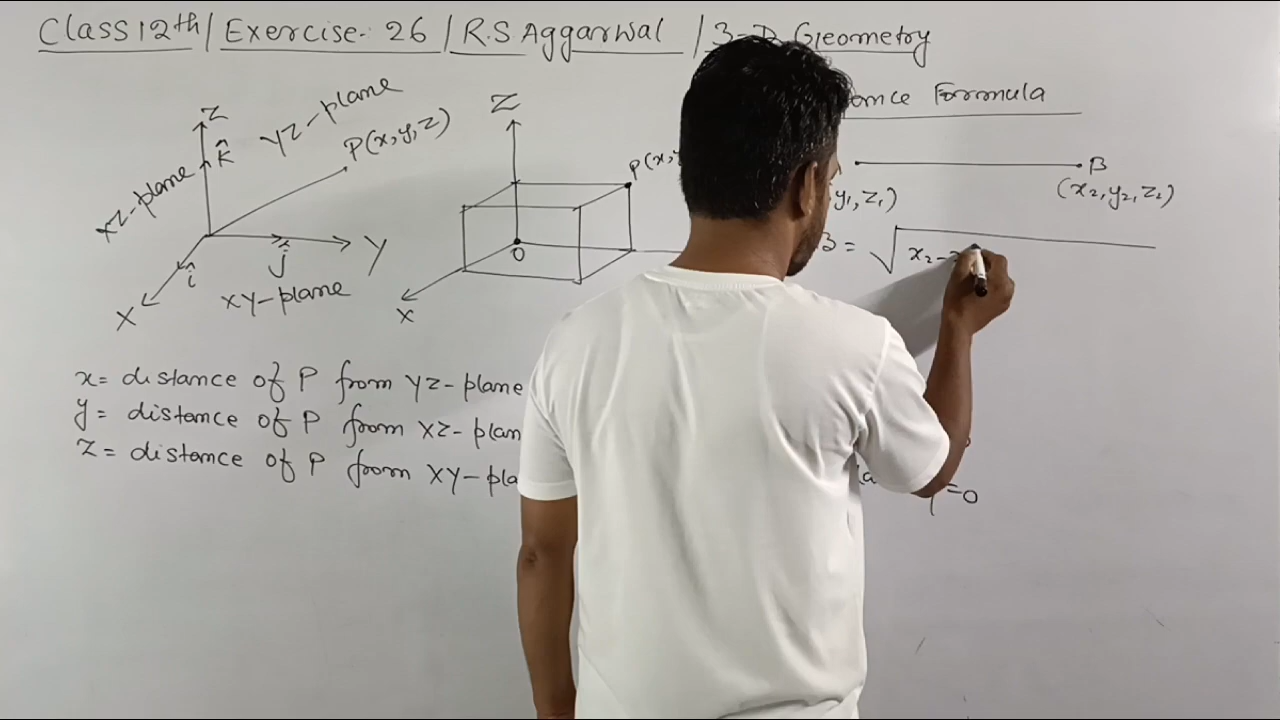 Class 12th / Exercise- 26 / R.S Aggarwal / 3-D Geometry
Z
k̂
YZ-plane
P(x,y,z)
XZ-plane
Y
ĵ
î
X
XY-plane
Z
P(x,
O
X
Formula
B
y₁, z₁)
(x₂, y₂, z₂)
B = √ x₂-
x= distance of P from YZ-plane
y= distance of P from XZ-plan
z= distance of P from XY-pla
=0